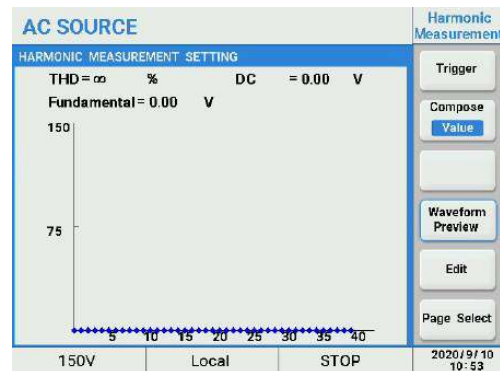 AC SOURCE
Harmonic
Measurement
HARMONIC MEASUREMENT SETTING
THD = ∞ % DC = 0.00 V
Fundamental = 0.00 V
150
75
5 10 15 20 25 30 35 40
Trigger
Compose
Value
Waveform
Preview
Edit
Page Select
150V Local STOP
2020/9/10
10:53